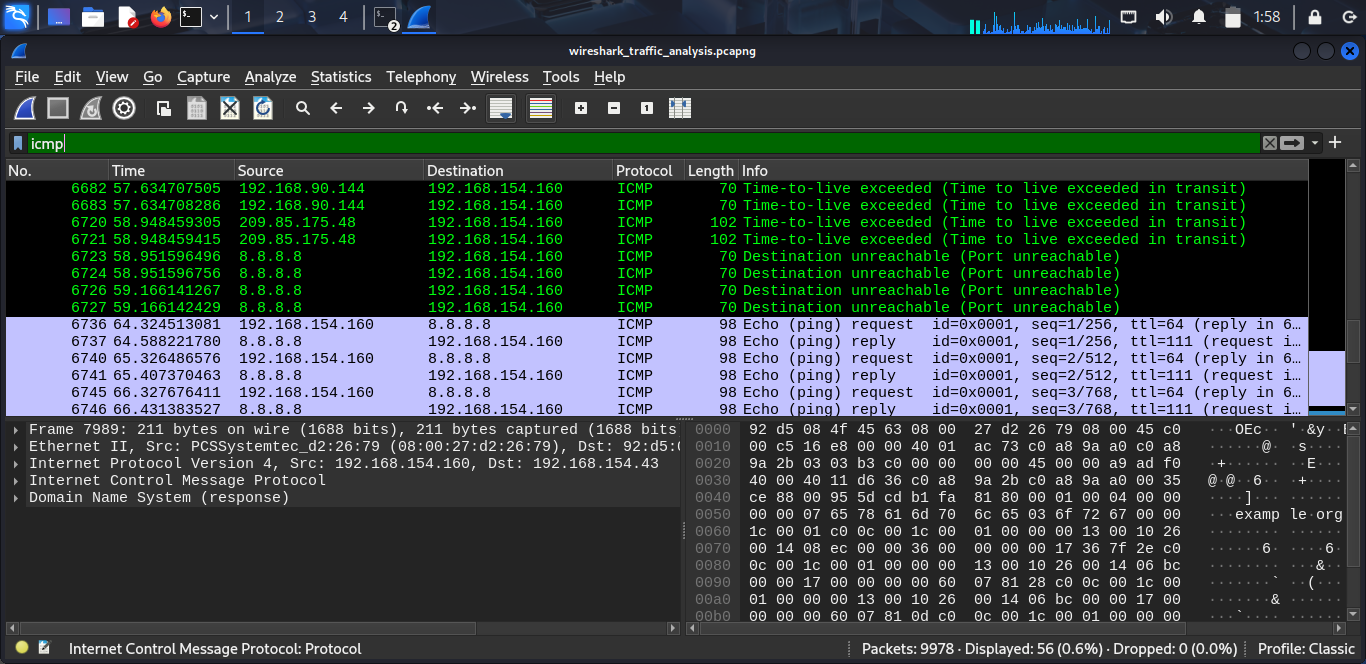 1 2 3 4 2 1:58
wireshark_traffic_analysis.pcapng
File Edit View Go Capture Analyze Statistics Telephony Wireless Tools Help
icmp
No. Time Source Destination Protocol Length Info
6682 57.634707505 192.168.90.144 192.168.154.160 ICMP 70 Time-to-live exceeded (Time to live exceeded in transit)
6683 57.634708286 192.168.90.144 192.168.154.160 ICMP 70 Time-to-live exceeded (Time to live exceeded in transit)
6720 58.948459305 209.85.175.48 192.168.154.160 ICMP 102 Time-to-live exceeded (Time to live exceeded in transit)
6721 58.948459415 209.85.175.48 192.168.154.160 ICMP 102 Time-to-live exceeded (Time to live exceeded in transit)
6723 58.951596496 8.8.8.8 192.168.154.160 ICMP 70 Destination unreachable (Port unreachable)
6724 58.951596756 8.8.8.8 192.168.154.160 ICMP 70 Destination unreachable (Port unreachable)
6726 59.166141267 8.8.8.8 192.168.154.160 ICMP 70 Destination unreachable (Port unreachable)
6727 59.166142429 8.8.8.8 192.168.154.160 ICMP 70 Destination unreachable (Port unreachable)
6736 64.324513081 192.168.154.160 8.8.8.8 ICMP 98 Echo (ping) request id=0x0001, seq=1/256, ttl=64 (reply in 6…
6737 64.588221780 8.8.8.8 192.168.154.160 ICMP 98 Echo (ping) reply id=0x0001, seq=1/256, ttl=111 (request i…
6740 65.326486576 192.168.154.160 8.8.8.8 ICMP 98 Echo (ping) request id=0x0001, seq=2/512, ttl=64 (reply in 6…
6741 65.407370463 8.8.8.8 192.168.154.160 ICMP 98 Echo (ping) reply id=0x0001, seq=2/512, ttl=111 (request i…
6745 66.327676411 192.168.154.160 8.8.8.8 ICMP 98 Echo (ping) request id=0x0001, seq=3/768, ttl=64 (reply in 6…
6746 66.431383527 8.8.8.8 192.168.154.160 ICMP 98 Echo (ping) reply id=0x0001, seq=3/768, ttl=111 (request i…
Frame 7989: 211 bytes on wire (1688 bits), 211 bytes captured (1688 bits
Ethernet II, Src: PCSSystemtec_d2:26:79 (08:00:27:d2:26:79), Dst: 92:d5:0
Internet Protocol Version 4, Src: 192.168.154.160, Dst: 192.168.154.43
Internet Control Message Protocol
Domain Name System (response)
0000 92 d5 08 4f 45 63 08 00 27 d2 26 79 08 00 45 c0 ···OEc·· '·&y··E·
0010 00 c5 16 e8 00 00 40 01 ac 73 c0 a8 9a a0 c0 a8 ······@· ·s······
0020 9a 2b 03 03 b3 c0 00 00 00 00 45 00 00 a9 ad f0 ·+······ ··E·····
0030 40 00 40 11 d6 36 c0 a8 9a 2b c0 a8 9a a0 00 35 @·@··6·· ·+·····5
0040 ce 88 00 95 5d cd b1 fa 81 80 00 01 00 04 00 00 ····]··· ········
0050 00 00 07 65 78 61 6d 70 6c 65 03 6f 72 67 00 00 ···examp le·org··
0060 1c 00 01 c0 0c 00 1c 00 01 00 00 00 13 00 10 26 ········ ·······&
0070 00 14 08 ec 00 00 36 00 00 00 00 17 36 7f 2e c0 ······6· ····6·.·
0080 0c 00 1c 00 01 00 00 00 13 00 10 26 00 14 06 bc ········ ···&····
0090 00 00 17 00 00 00 00 60 07 81 28 c0 0c 00 1c 00 ·······` ··(·····
00a0 01 00 00 00 13 00 10 26 00 14 06 bc 00 00 17 00 ·······& ········
00b0 00 00 00 60 07 81 0d c0 0c 00 1c 00 01 00 00 00 ···`···· ········
Internet Control Message Protocol: Protocol
Packets: 9978 · Displayed: 56 (0.6%) · Dropped: 0 (0.0%)
Profile: Classic